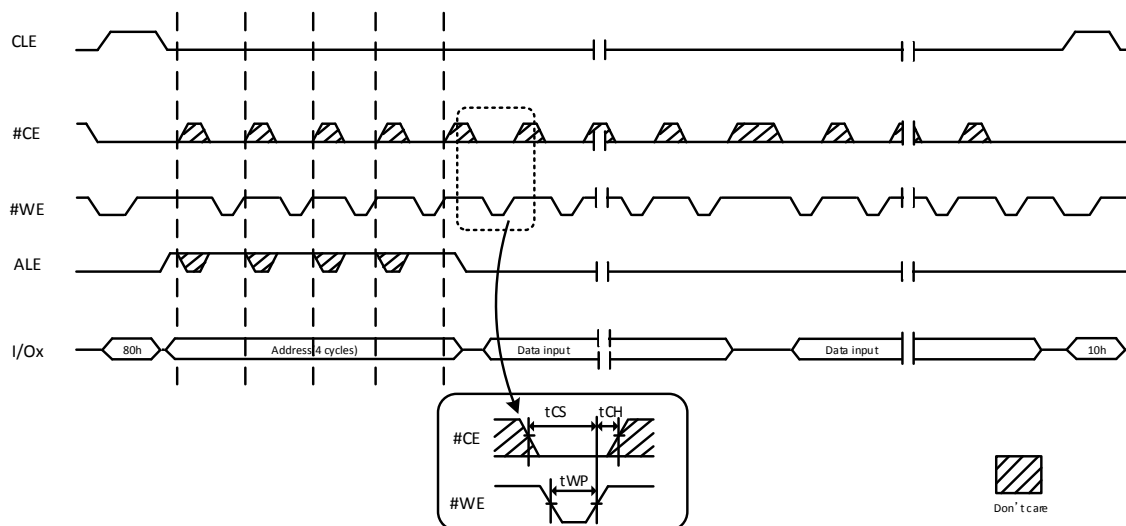 CLE
#CE
#WE
ALE
I/Ox
80h
Address(4 cycles)
Data input
Data input
10h
tCS
tCH
#CE
tWP
#WE
Don't care